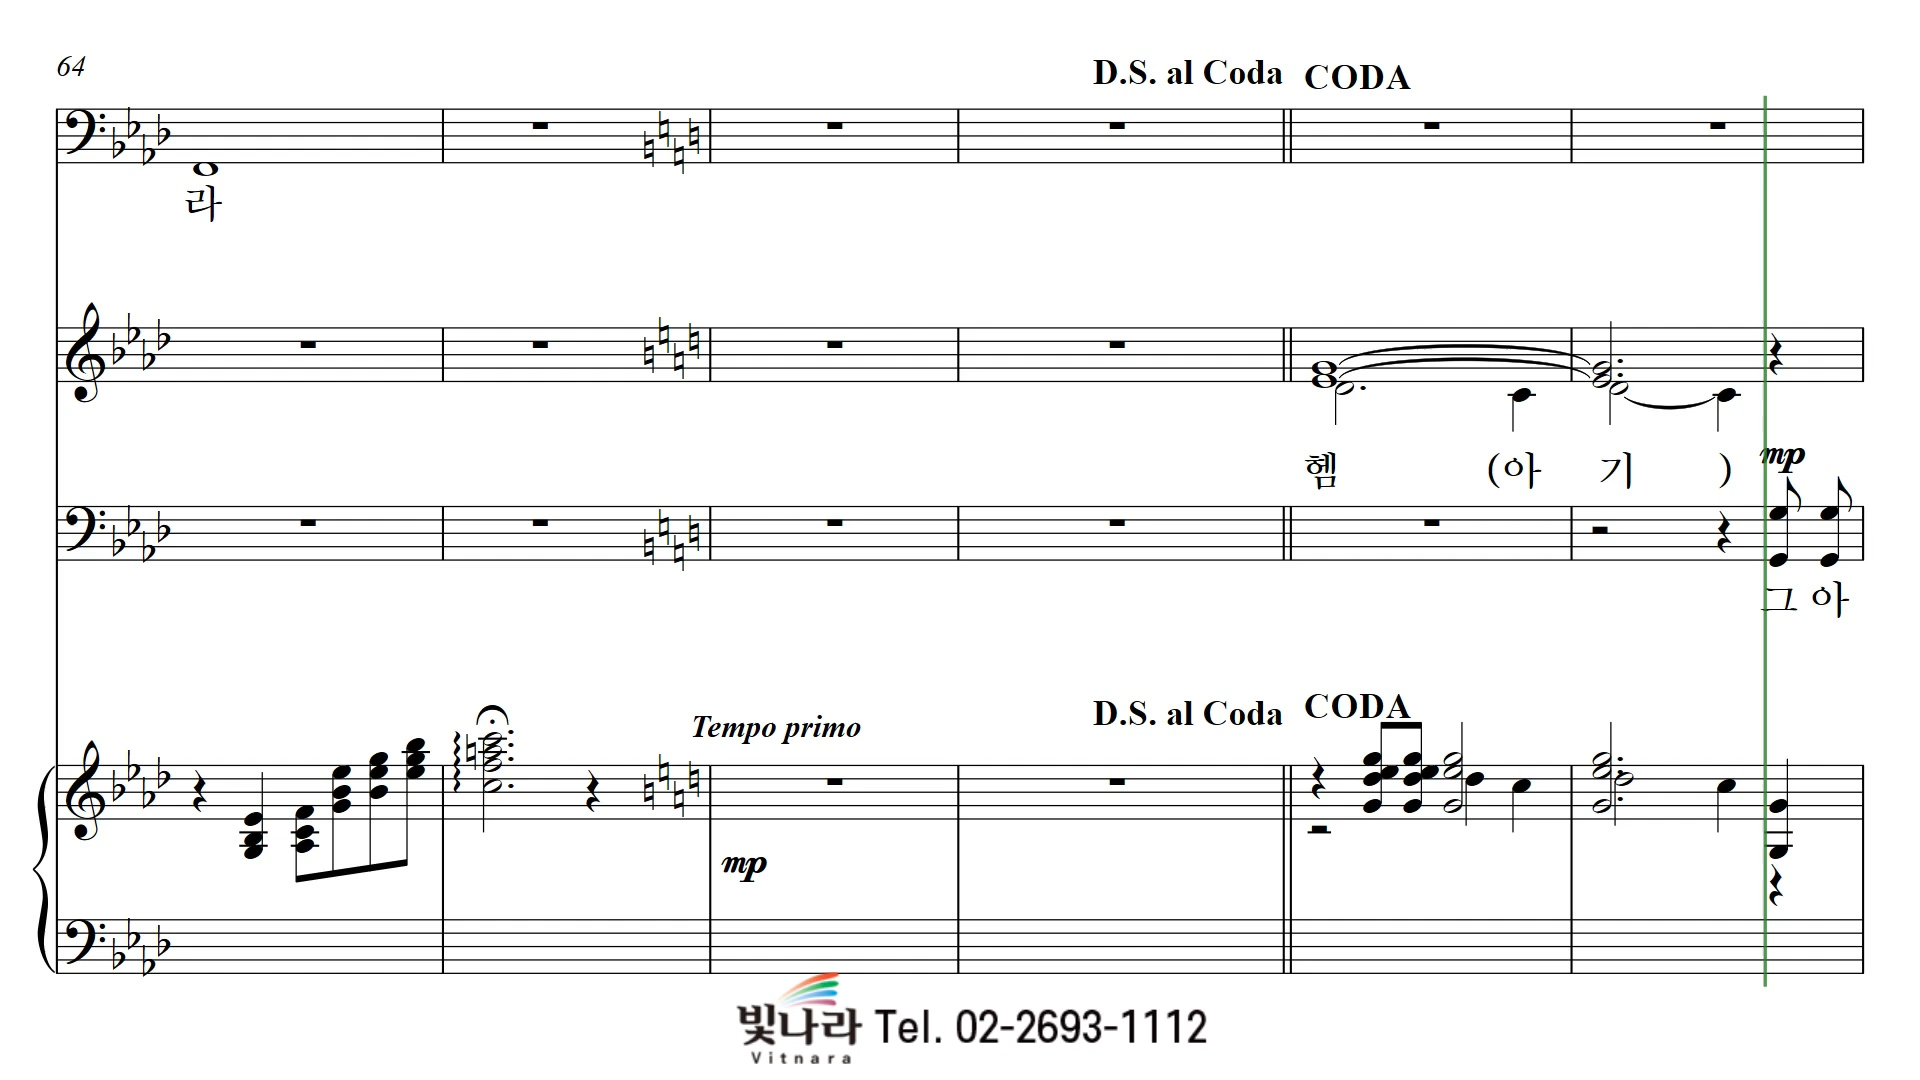 64
D.S. al Coda CODA
라
헴 (아 기 )
mp
그 아
Tempo primo D.S. al Coda CODA
mp
빛나라 Tel. 02-2693-1112
Vitnara